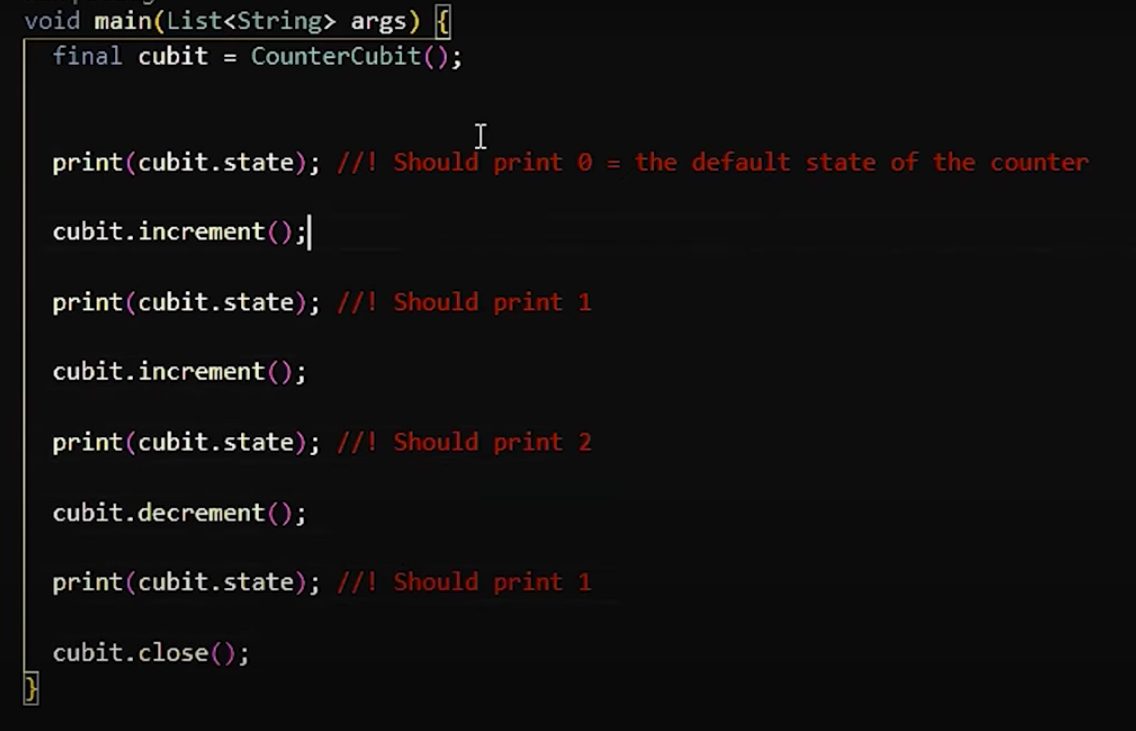 void main(List<String> args) {
final cubit = CounterCubit();
print(cubit.state); //! Should print 0 = the default state of the counter
cubit.increment();
print(cubit.state); //! Should print 1
cubit.increment();
print(cubit.state); //! Should print 2
cubit.decrement();
print(cubit.state); //! Should print 1
cubit.close();
}